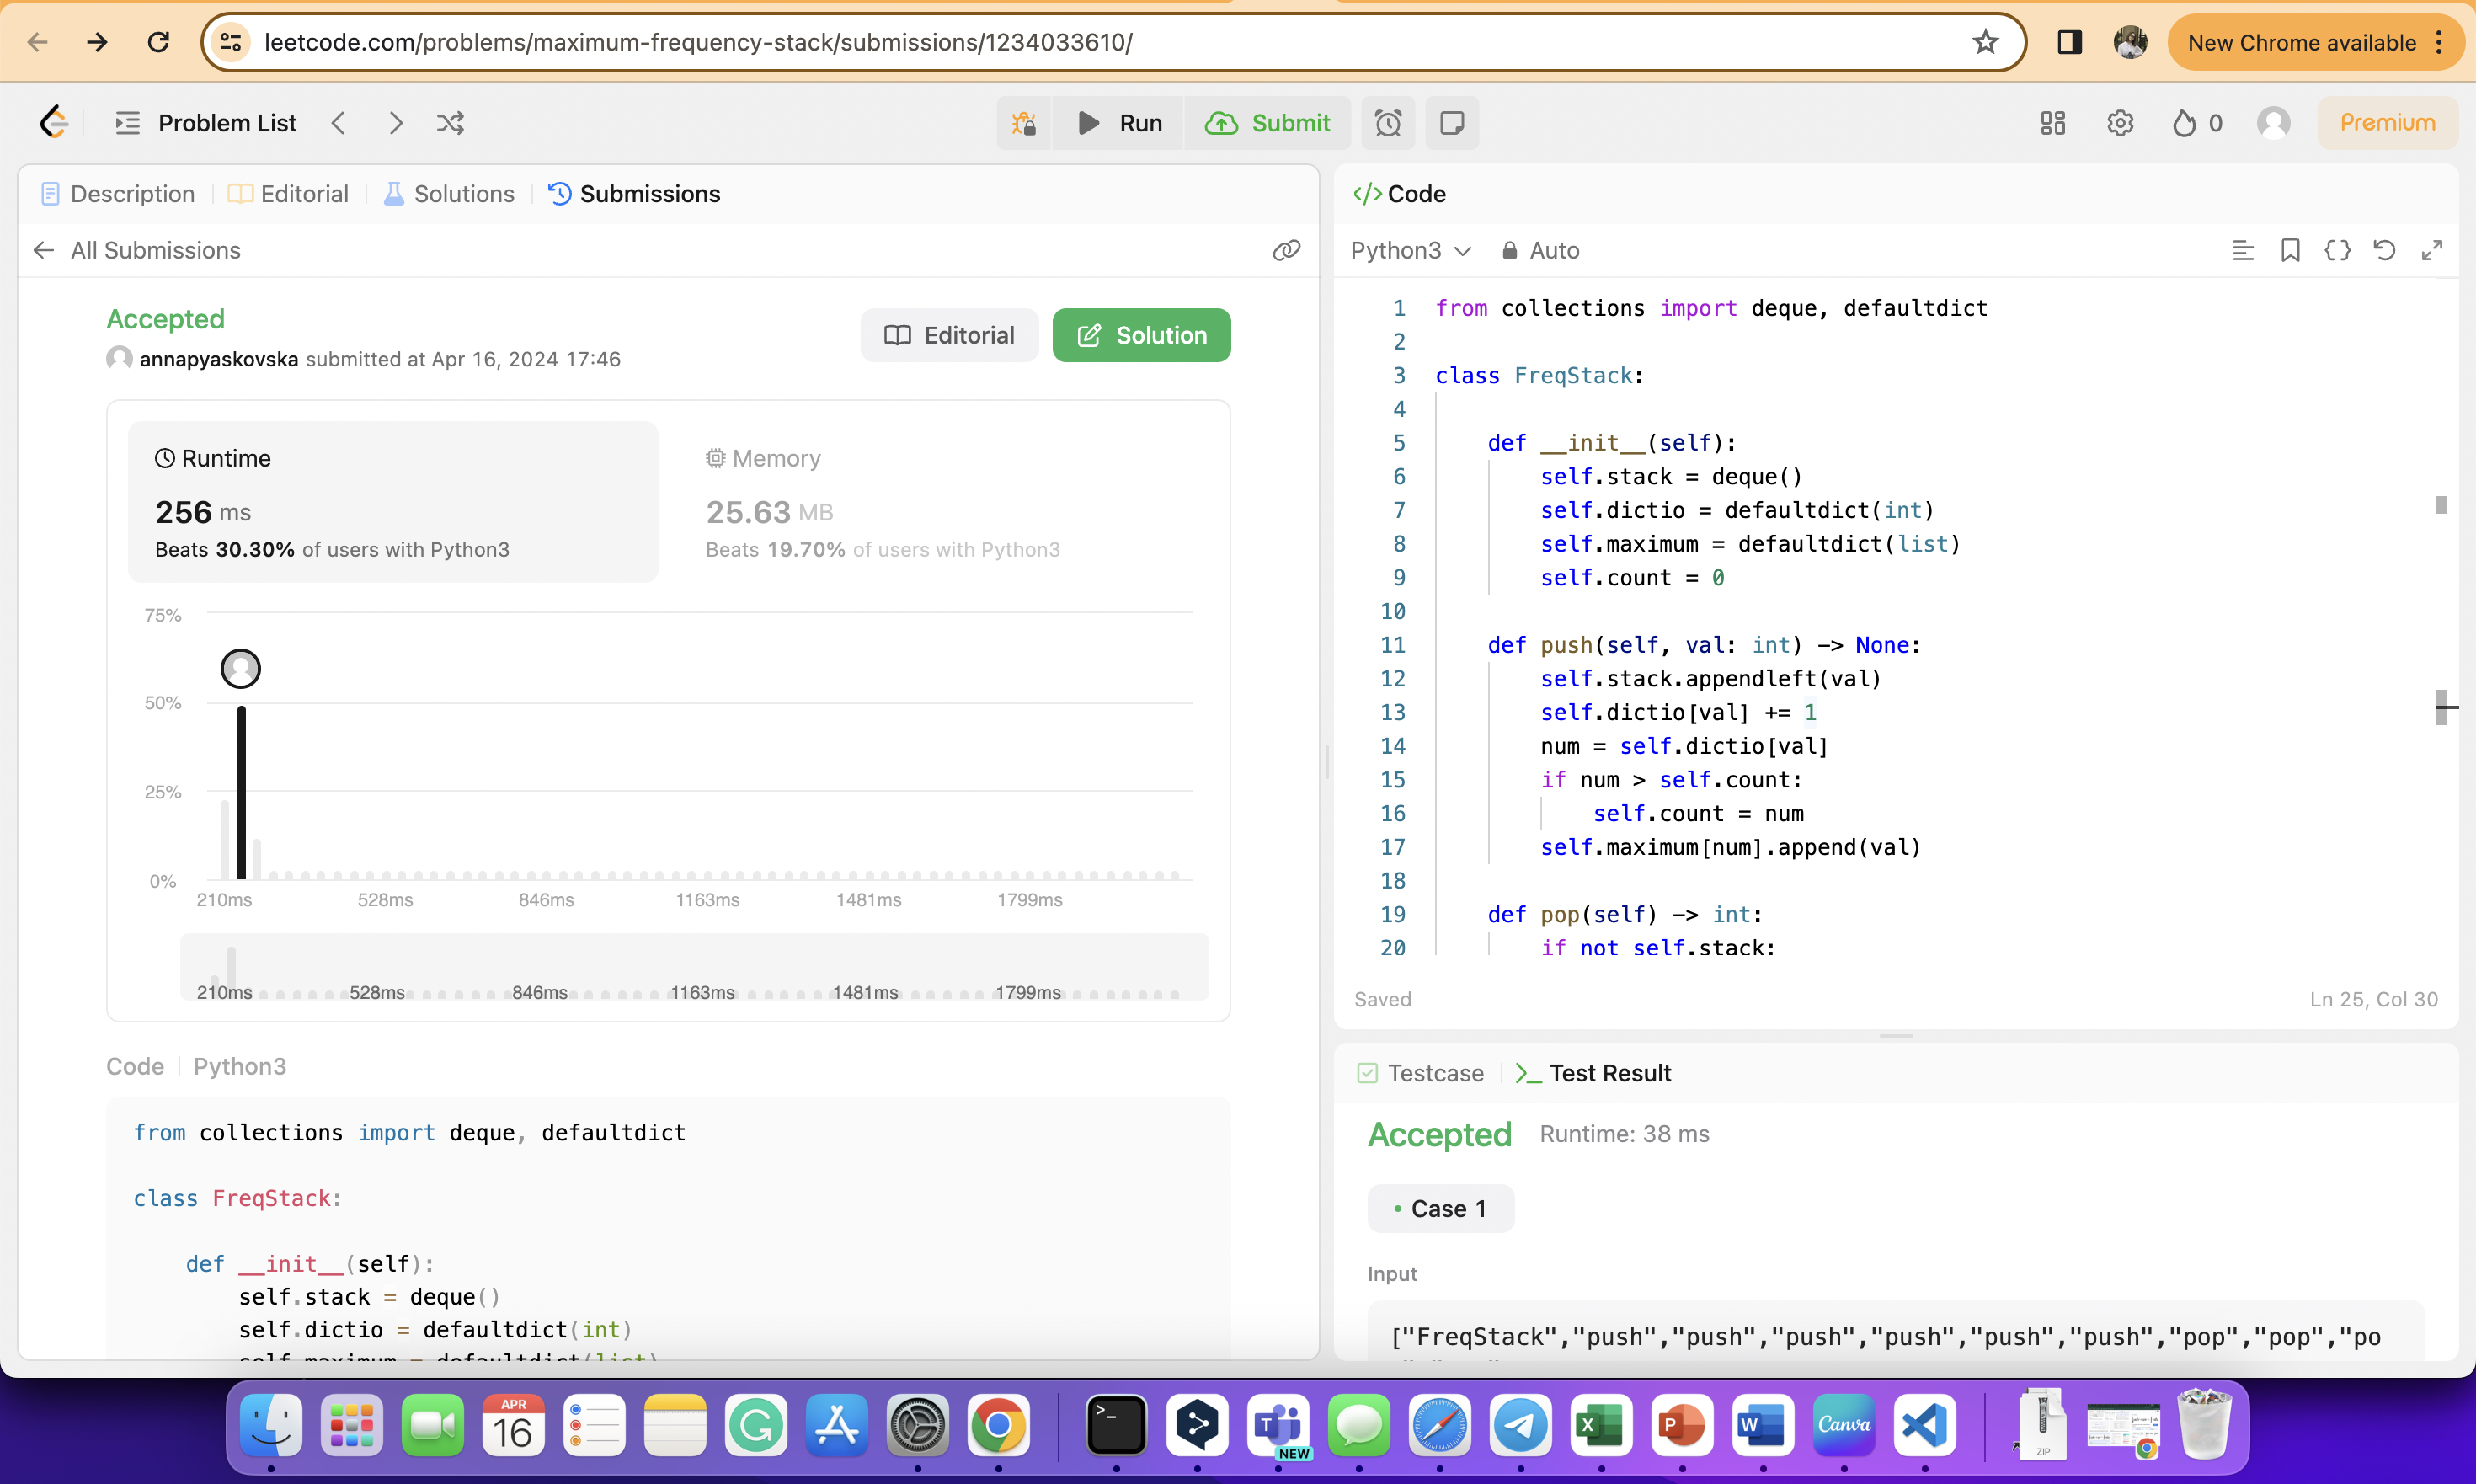 leetcode.com/problems/maximum-frequency-stack/submissions/1234033610/
New Chrome available
Problem List
Run
Submit
0
Premium
Description
Editorial
Solutions
Submissions
All Submissions
Accepted
annapyaskovska submitted at Apr 16, 2024 17:46
Editorial
Solution
Runtime
256 ms
Beats 30.30% of users with Python3
Memory
25.63 MB
Beats 19.70% of users with Python3
75%
50%
25%
0%
210ms 528ms 846ms 1163ms 1481ms 1799ms
210ms 528ms 846ms 1163ms 1481ms 1799ms
Code
Python3
from collections import deque, defaultdict
class FreqStack:
def __init__(self):
self.stack = deque()
self.dictio = defaultdict(int)
self.maximum = defaultdict(list)
Code
Python3
Auto
1 from collections import deque, defaultdict
2
3 class FreqStack:
4
5 def __init__(self):
6 self.stack = deque()
7 self.dictio = defaultdict(int)
8 self.maximum = defaultdict(list)
9 self.count = 0
10
11 def push(self, val: int) -> None:
12 self.stack.appendleft(val)
13 self.dictio[val] += 1
14 num = self.dictio[val]
15 if num > self.count:
16 self.count = num
17 self.maximum[num].append(val)
18
19 def pop(self) -> int:
20 if not self.stack:
Saved
Ln 25, Col 30
Testcase
Test Result
Accepted
Runtime: 38 ms
Case 1
Input
["FreqStack","push","push","push","push","push","push","pop","pop","po
APR
16
NEW
Canva
ZIP